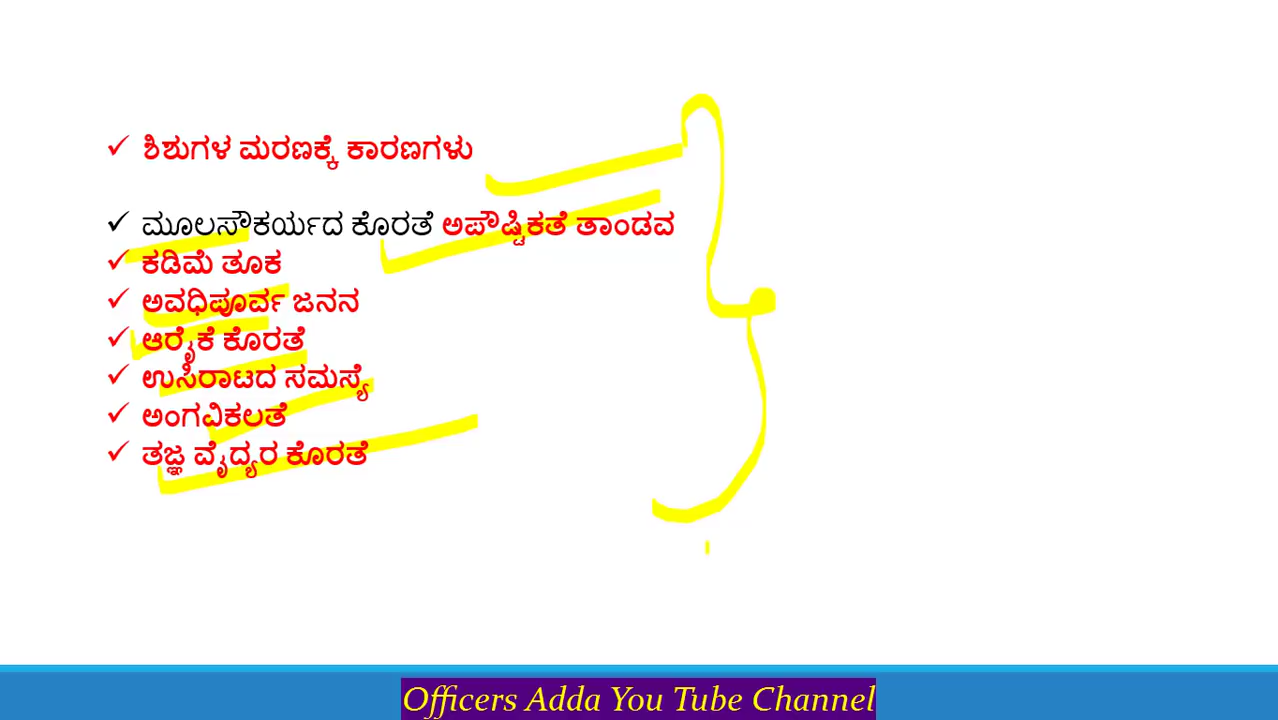 ಶಿಶುಗಳ ಮರಣಕ್ಕೆ ಕಾರಣಗಳು
ಮೂಲಸೌಕರ್ಯದ ಕೊರತೆ ಅಪೌಷ್ಟಿಕತೆ ತಾಂಡವ
ಕಡಿಮೆ ತೂಕ
ಅವಧಿಪೂರ್ವ ಜನನ
ಆರೈಕೆ ಕೊರತೆ
ಉಸಿರಾಟದ ಸಮಸ್ಯೆ
ಅಂಗವಿಕಲತೆ
ತಜ್ಞ ವೈದ್ಯರ ಕೊರತೆ
Officers Adda You Tube Channel